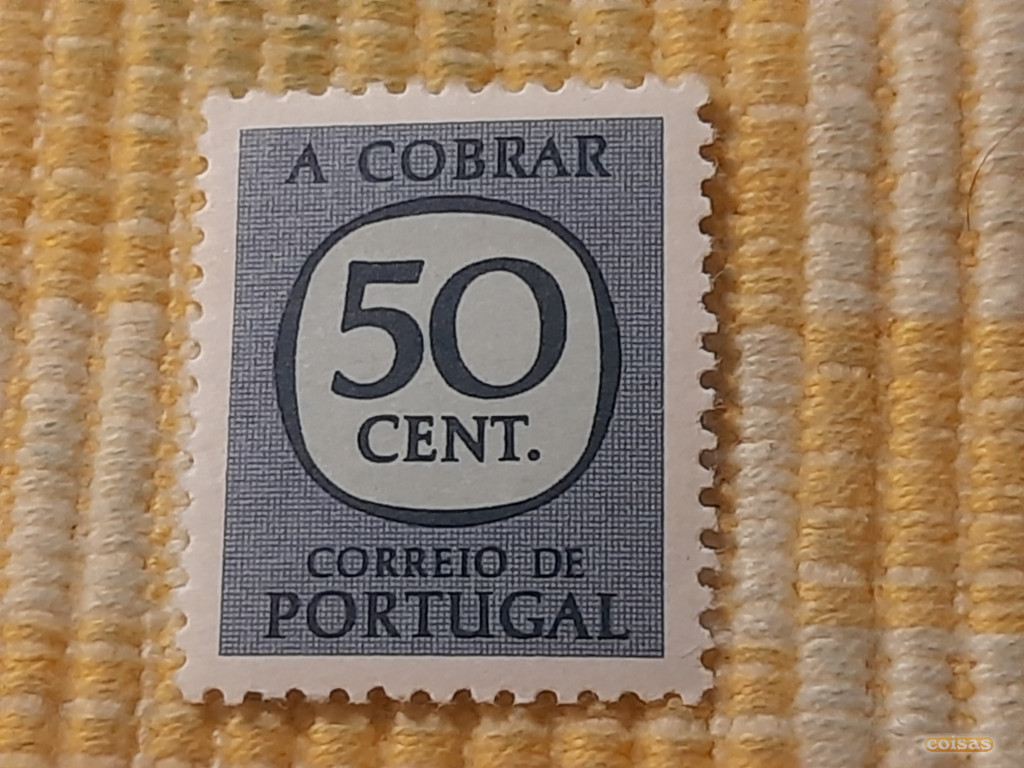 A COBRAR
50
CENT.
CORREIO DE
PORTUGAL
coisas